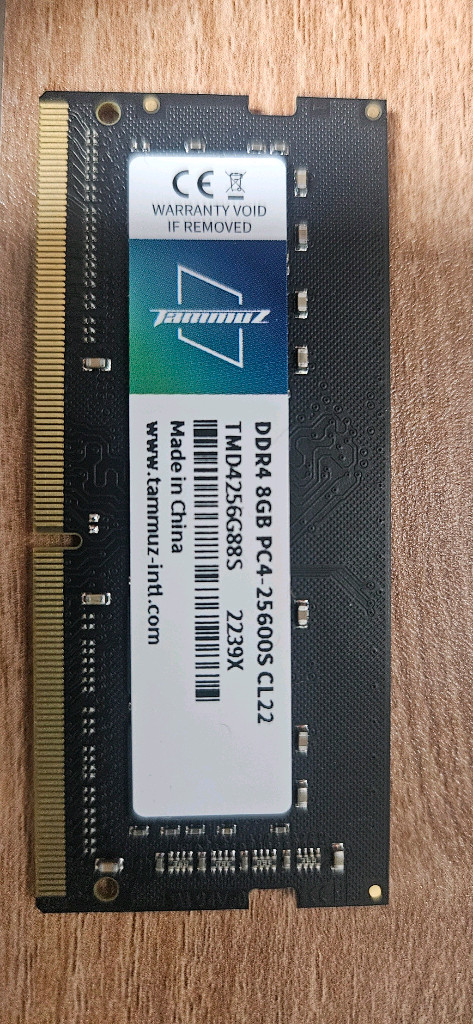 CE
WARRANTY VOID
IF REMOVED
Tammuz
DDR4 8GB PC4-25600S CL22
TMD4256G88S 2239X
Made in China
www.tammuz-intl.com